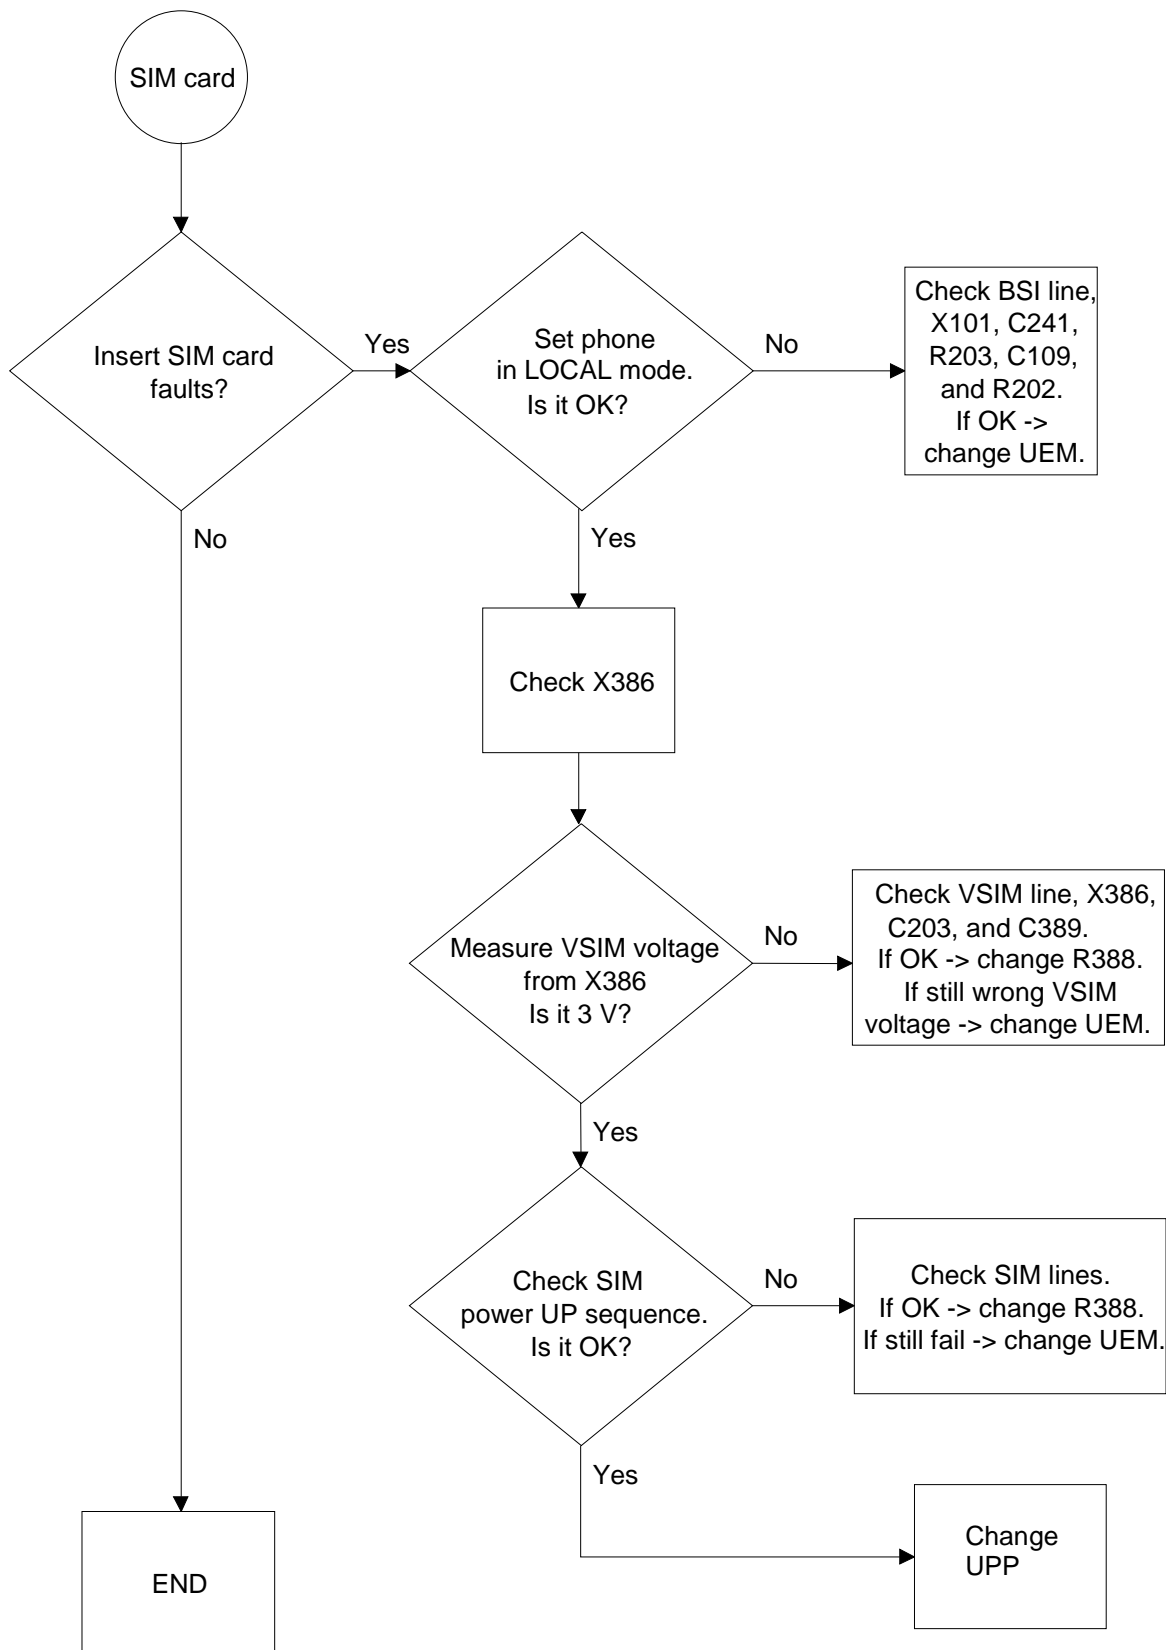 SIM card
Insert SIM card
faults?
Yes
No
Set phone
in LOCAL mode.
Is it OK?
No
Check BSI line,
X101, C241,
R203, C109,
and R202.
If OK ->
change UEM.
Yes
Check X386
Measure VSIM voltage
from X386
Is it 3 V?
No
Check VSIM line, X386,
C203, and C389.
If OK -> change R388.
If still wrong VSIM
voltage -> change UEM.
Yes
Check SIM
power UP sequence.
Is it OK?
No
Check SIM lines.
If OK -> change R388.
If still fail -> change UEM.
Yes
Change
UPP
END